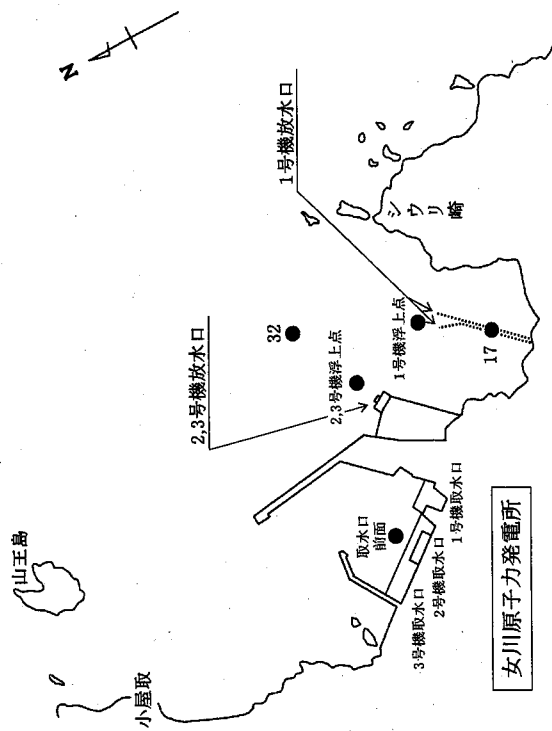 N
1号機放水口
シウリ崎
2,3号機放水口
32
2,3号機浮上点
1号機浮上点
17
山王島
小屋取
取水口
前面
1号機取水口
2号機取水口
3号機取水口
女川原子力発電所